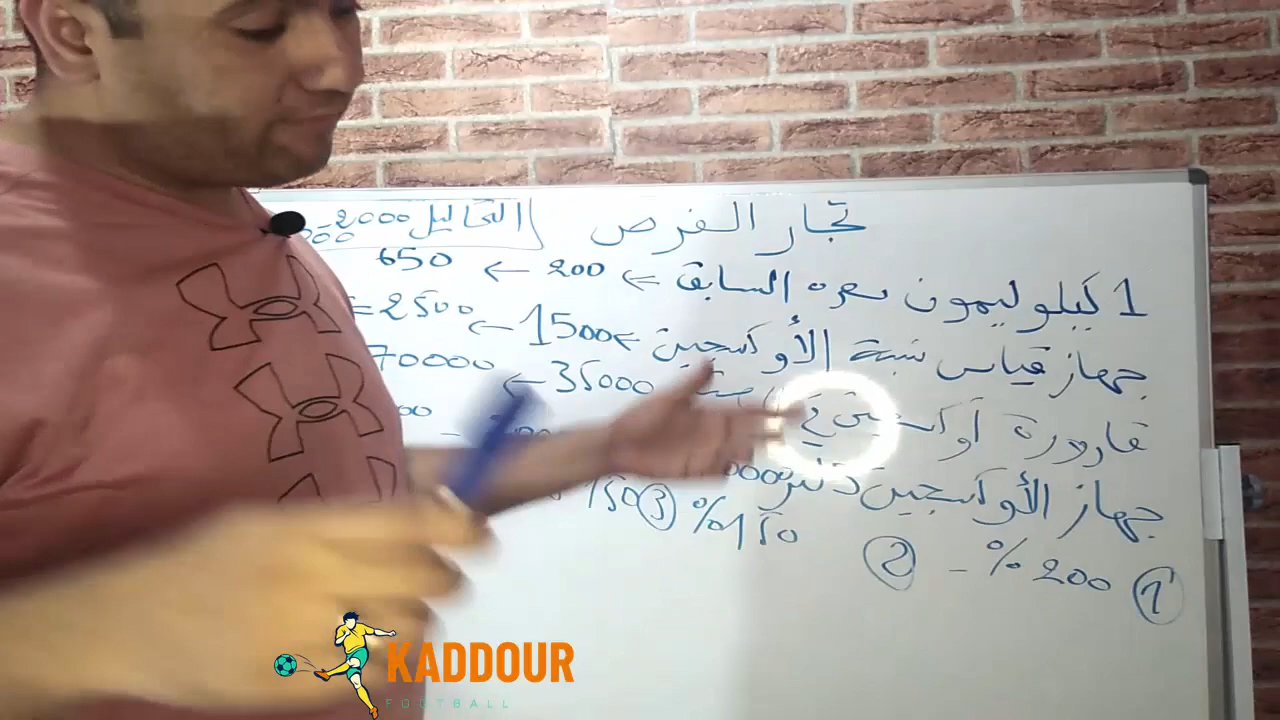 تجار الفرص
التحاليل 2000
1 كيلو ليمون سعره السابق → 200 ← 650
جهاز قياس نسبة الأوكسجين → 1500 ← 2500 =
قارورة أوكسجين في 35000 ← 70000
جهاز الأوكسجين
① 200 % - ② 150 % ③ 150
KADDOUR
FOOTBALL